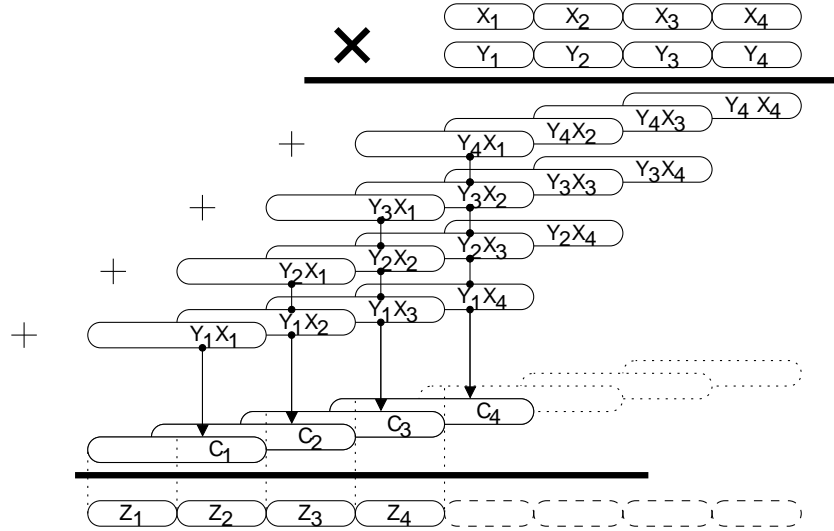 X1 X2 X3 X4
× Y1 Y2 Y3 Y4
Y4X4
Y4X3
Y4X2
+ Y4X1
Y3X4
Y3X3
Y3X2
+ Y3X1
Y2X4
Y2X3
Y2X2
+ Y2X1
Y1X4
Y1X3
Y1X2
+ Y1X1
C4
C3
C2
C1
Z1 Z2 Z3 Z4